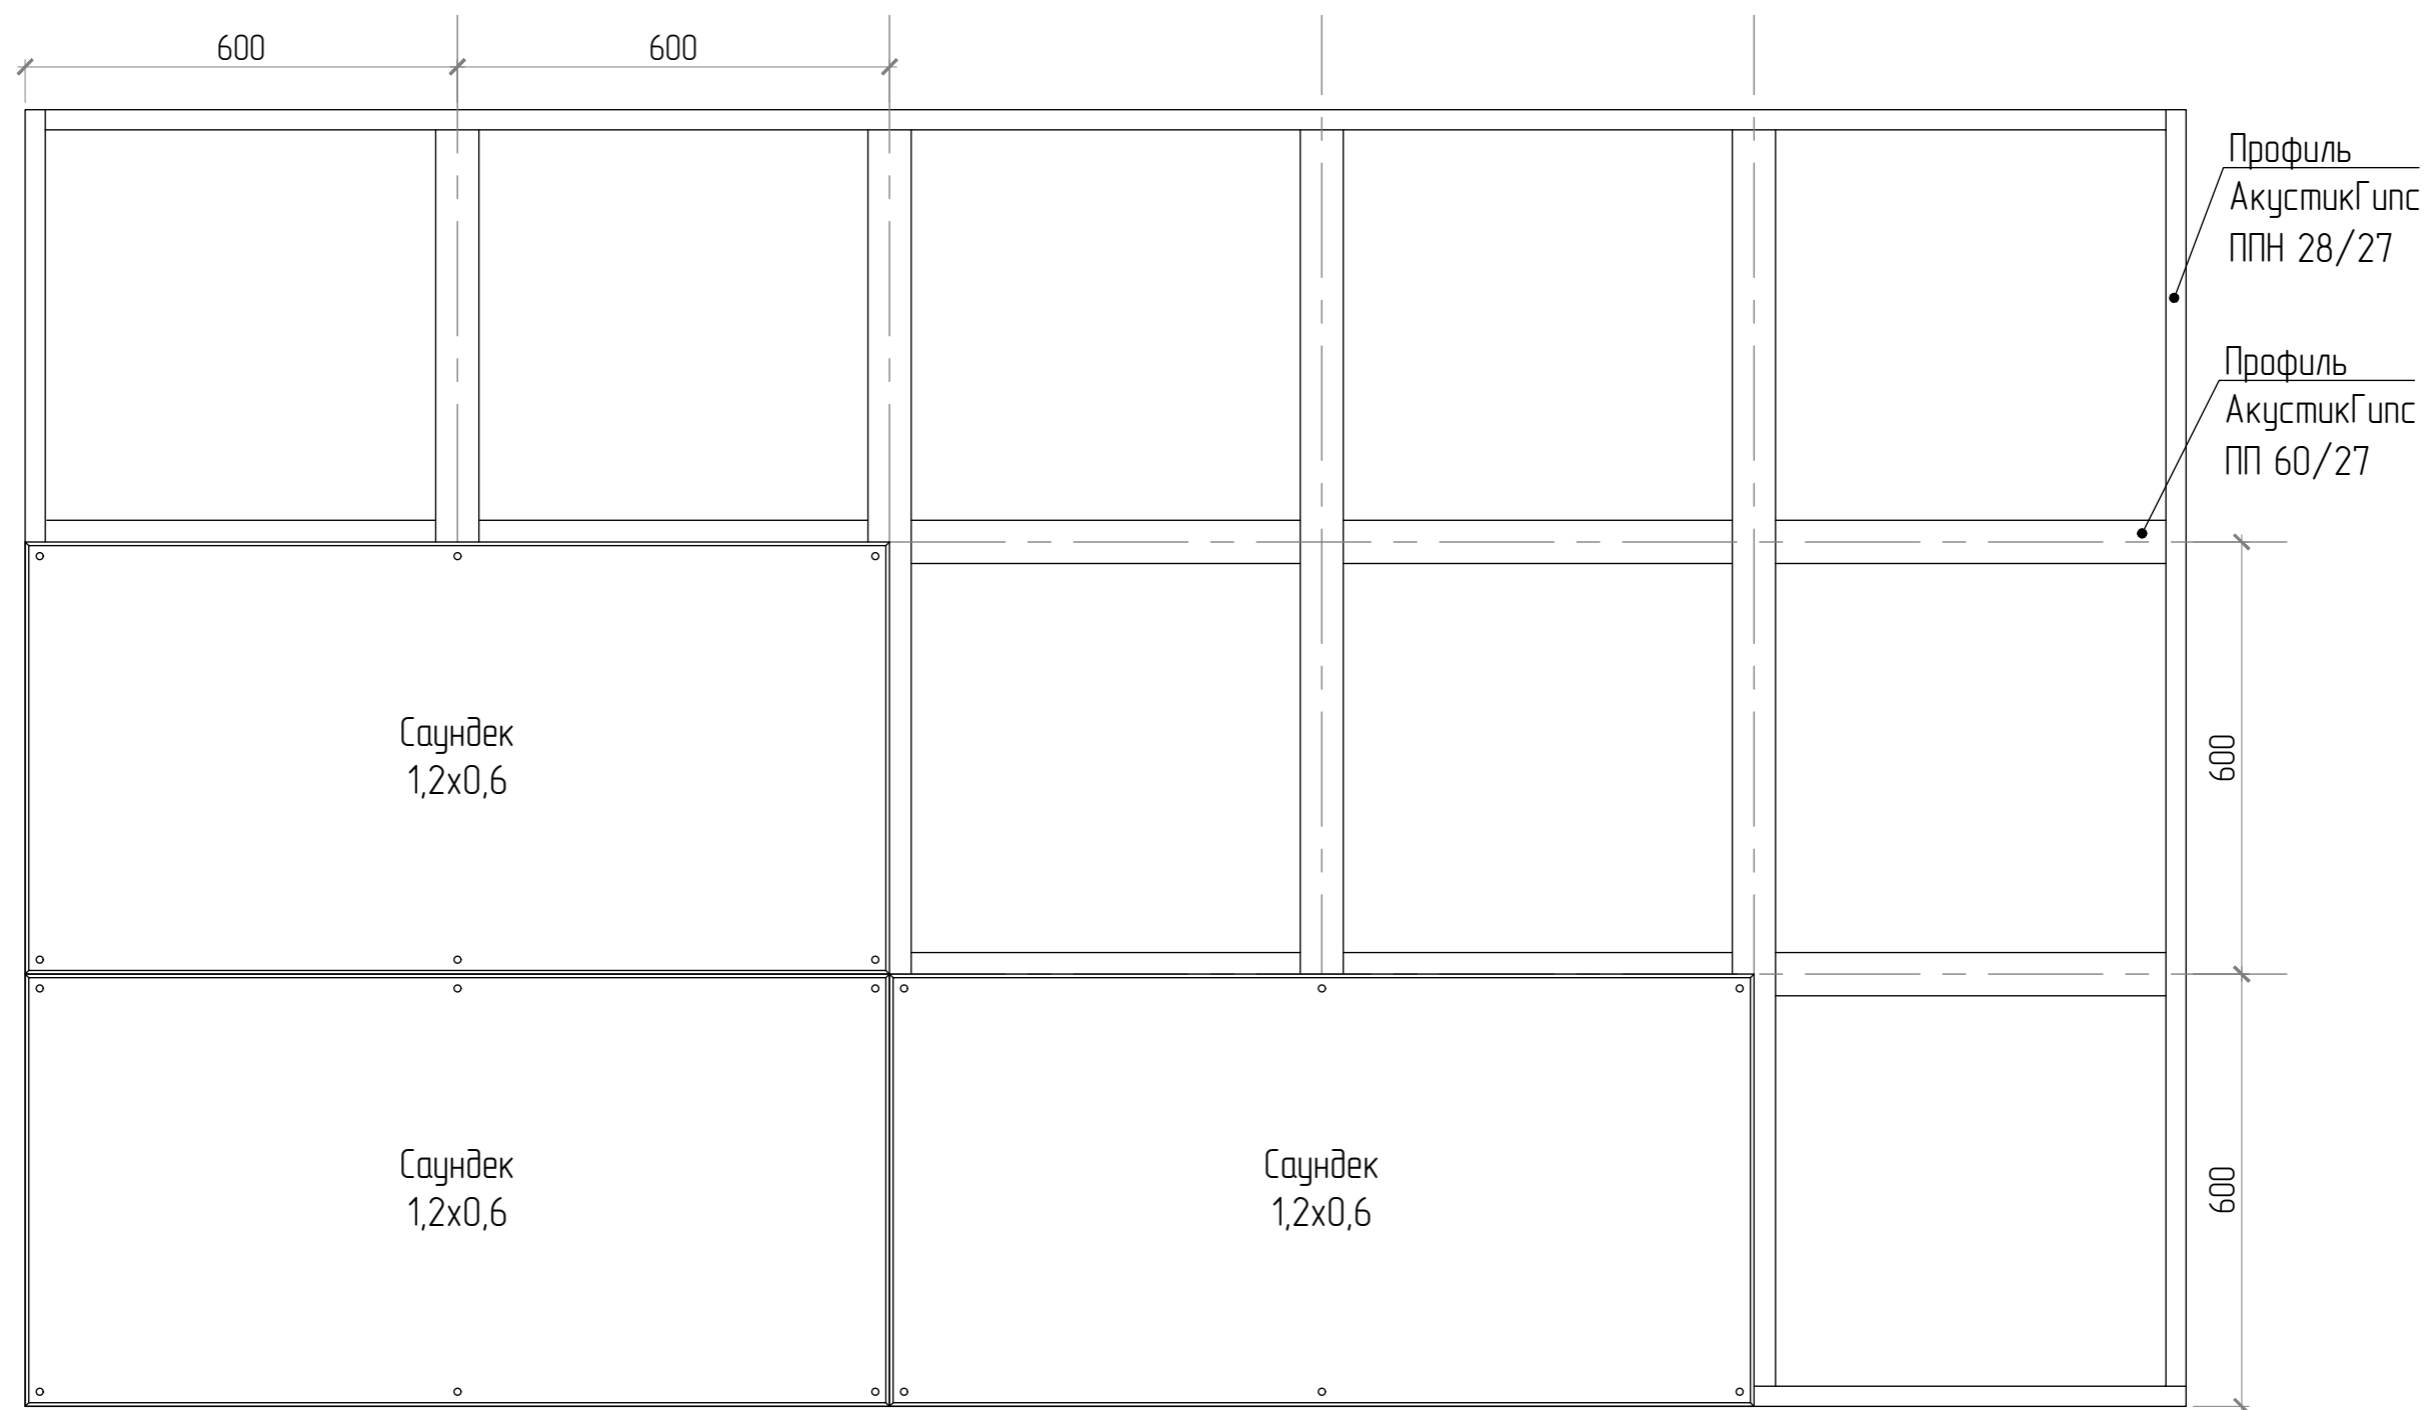 600
600
Профиль
АкустикГипс
ППН 28/27
Профиль
АкустикГипс
ПП 60/27
Саундек
1,2х0,6
600
Саундек
1,2х0,6
Саундек
1,2х0,6
600